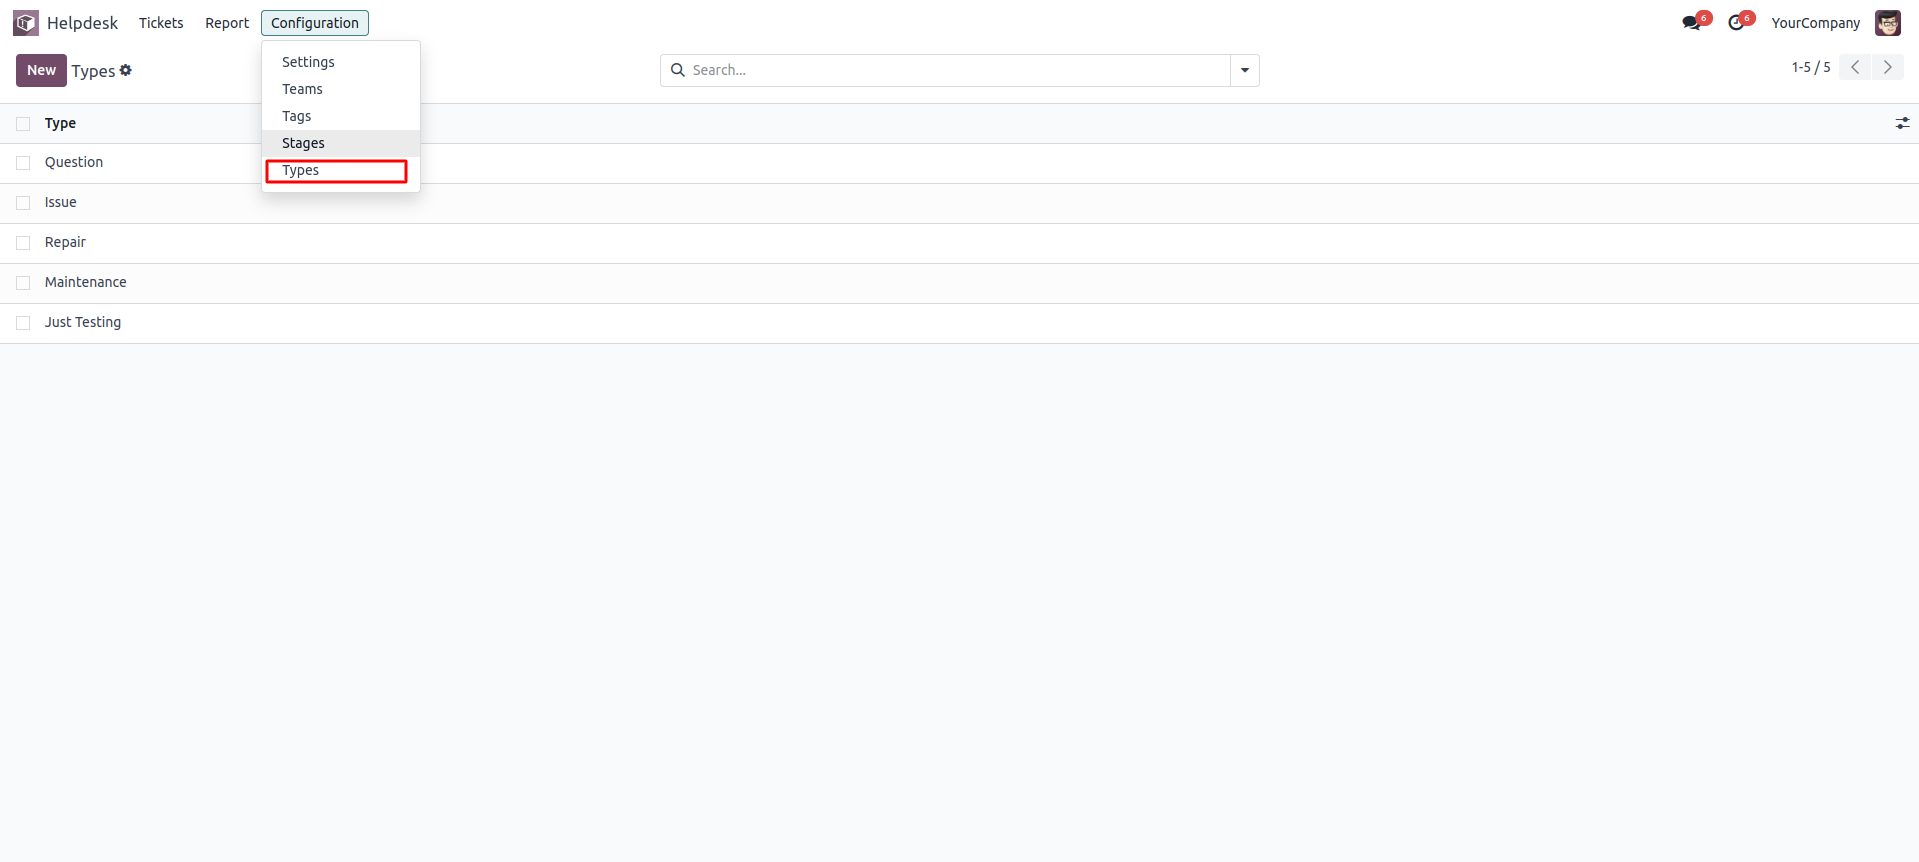 Helpdesk Tickets Report Configuration 6 6 YourCompany
New Types Search... 1-5 / 5
Settings
Teams
Tags
Stages
Types
Type
Question
Issue
Repair
Maintenance
Just Testing